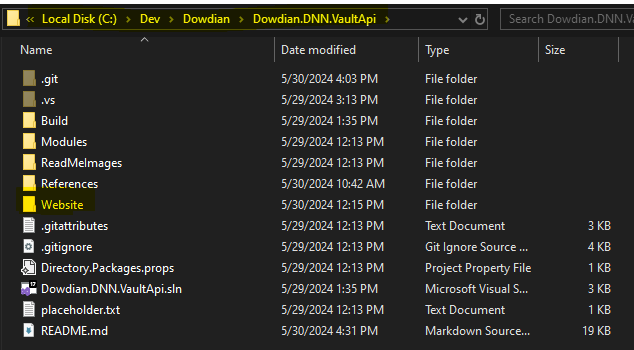 « Local Disk (C:) › Dev › Dowdian › Dowdian.DNN.VaultApi › Search Dowdian.DNN.Va
Name Date modified Type Size
.git 5/30/2024 4:03 PM File folder
.vs 5/29/2024 3:13 PM File folder
Build 5/29/2024 1:35 PM File folder
Modules 5/29/2024 12:13 PM File folder
ReadMeImages 5/29/2024 12:13 PM File folder
References 5/30/2024 10:42 AM File folder
Website 5/30/2024 12:15 PM File folder
.gitattributes 5/29/2024 12:13 PM Text Document 3 KB
.gitignore 5/29/2024 12:13 PM Git Ignore Source ... 4 KB
Directory.Packages.props 5/29/2024 12:13 PM Project Property File 1 KB
Dowdian.DNN.VaultApi.sln 5/29/2024 1:35 PM Microsoft Visual S... 3 KB
placeholder.txt 5/29/2024 12:13 PM Text Document 1 KB
README.md 5/30/2024 4:31 PM Markdown Source... 19 KB